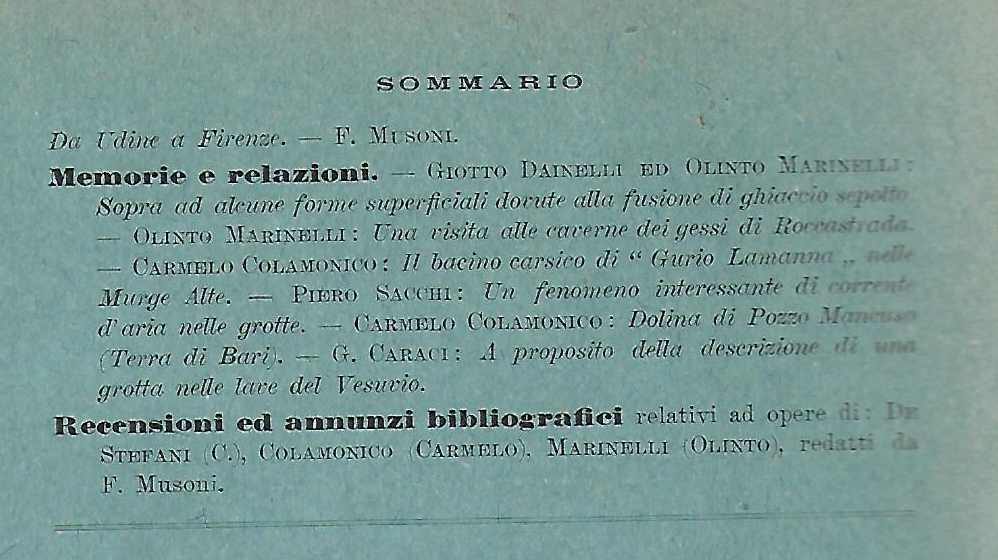 SOMMARIO
Da Udine a Firenze. — F. Musoni.
Memorie e relazioni. — Giotto Dainelli ed Olinto Marinelli:
Sopra ad alcune forme superficiali dovute alla fusione di ghiaccio sepolto
— Olinto Marinelli: Una visita alle caverne dei gessi di Roccastrada.
— Carmelo Colamonico: Il bacino carsico di “ Gurio Lamanna „ nelle
Murge Alte. — Piero Sacchi: Un fenomeno interessante di corrente
d'aria nelle grotte. — Carmelo Colamonico: Dolina di Pozzo Mancuso
(Terra di Bari). — G. Caraci: A proposito della descrizione di una
grotta nelle lave del Vesuvio.
Recensioni ed annunzi bibliografici relativi ad opere di: De
Stefani (C.), Colamonico (Carmelo), Marinelli (Olinto), redatti da
F. Musoni.